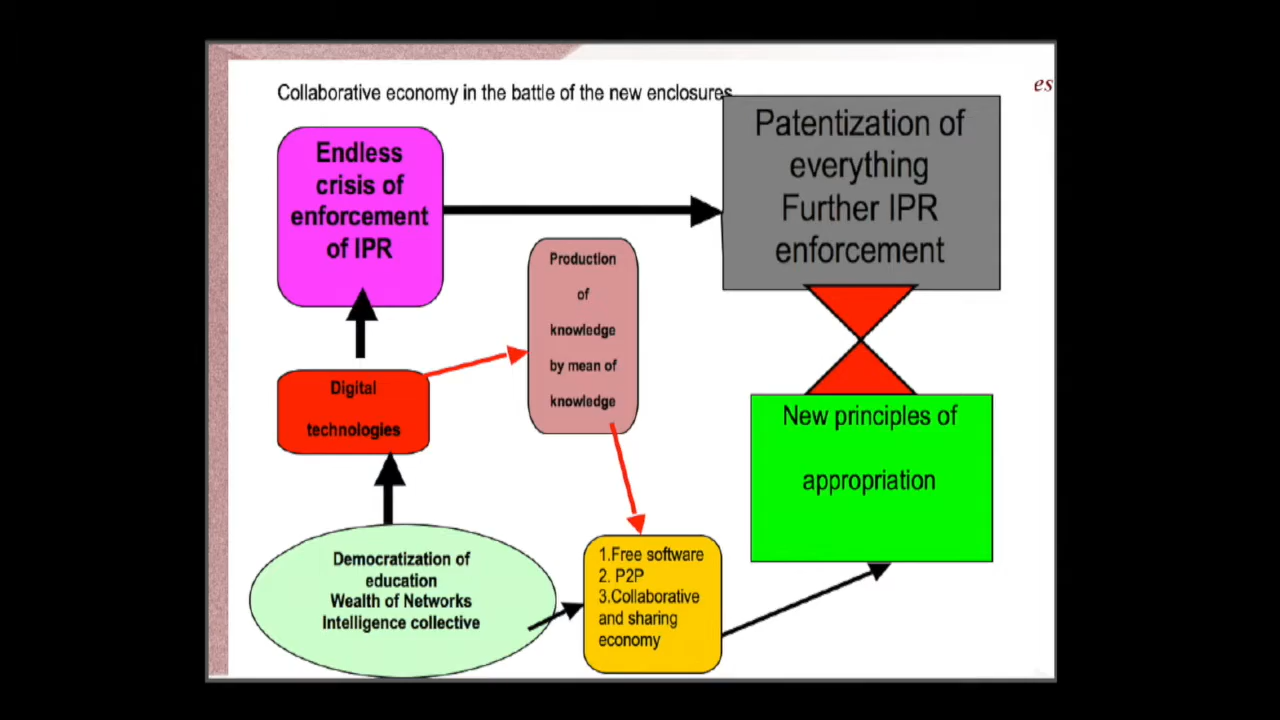 Collaborative economy in the battle of the new enclosures
es
Endless
crisis of
enforcement
of IPR
Patentization of
everything
Further IPR
enforcement
Production
of
knowledge
by mean of
knowledge
Digital
technologies
New principles of
appropriation
Democratization of
education
Wealth of Networks
Intelligence collective
1.Free software
2. P2P
3.Collaborative
and sharing
economy